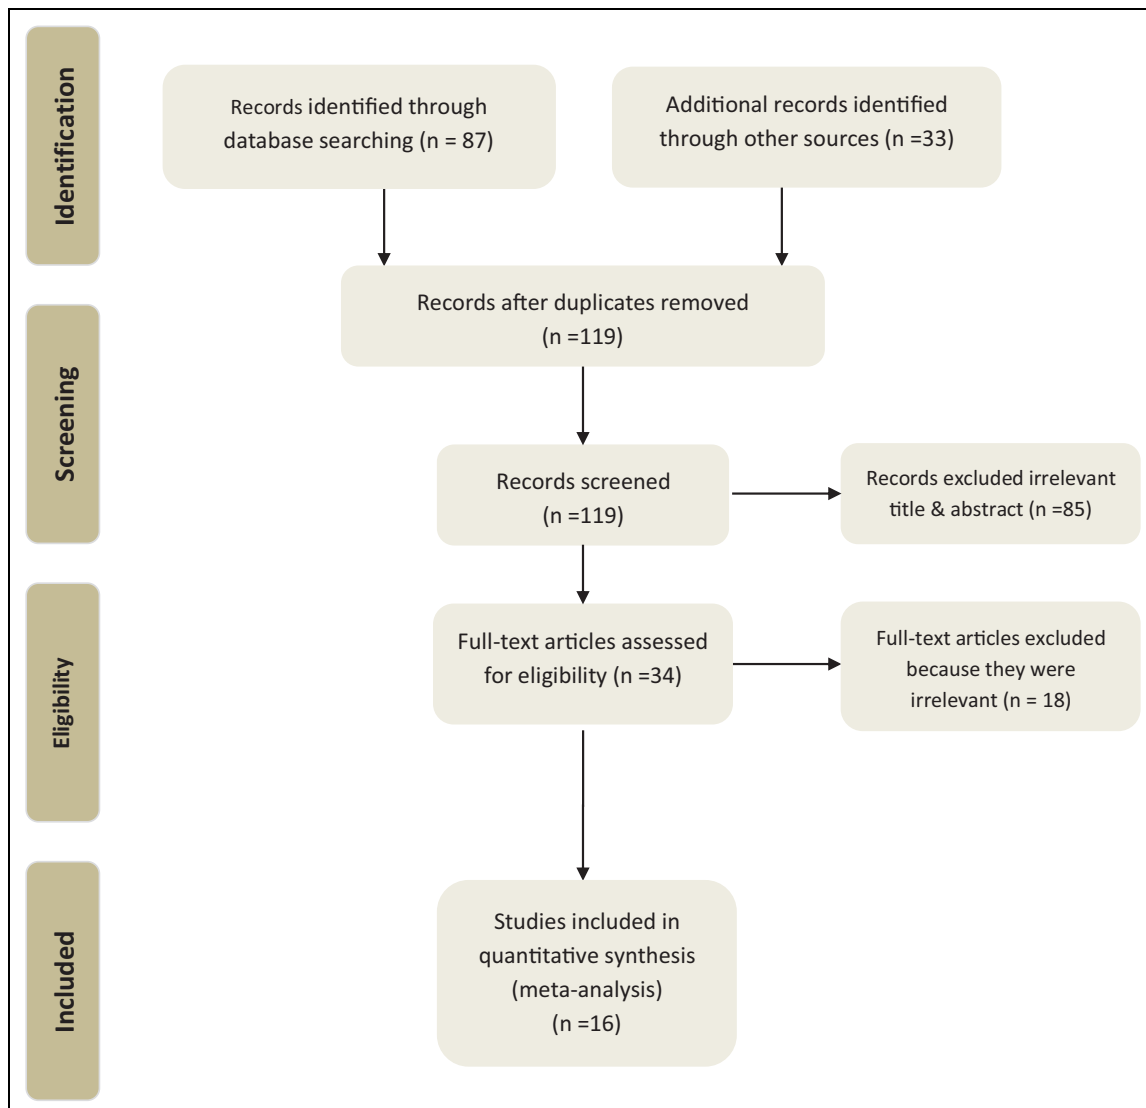 Identification
Records identified through
database searching (n = 87)
Additional records identified
through other sources (n =33)
Records after duplicates removed
(n =119)
Screening
Records screened
(n =119)
Records excluded irrelevant
title & abstract (n =85)
Eligibility
Full-text articles assessed
for eligibility (n =34)
Full-text articles excluded
because they were
irrelevant (n = 18)
Included
Studies included in
quantitative synthesis
(meta-analysis)
(n =16)